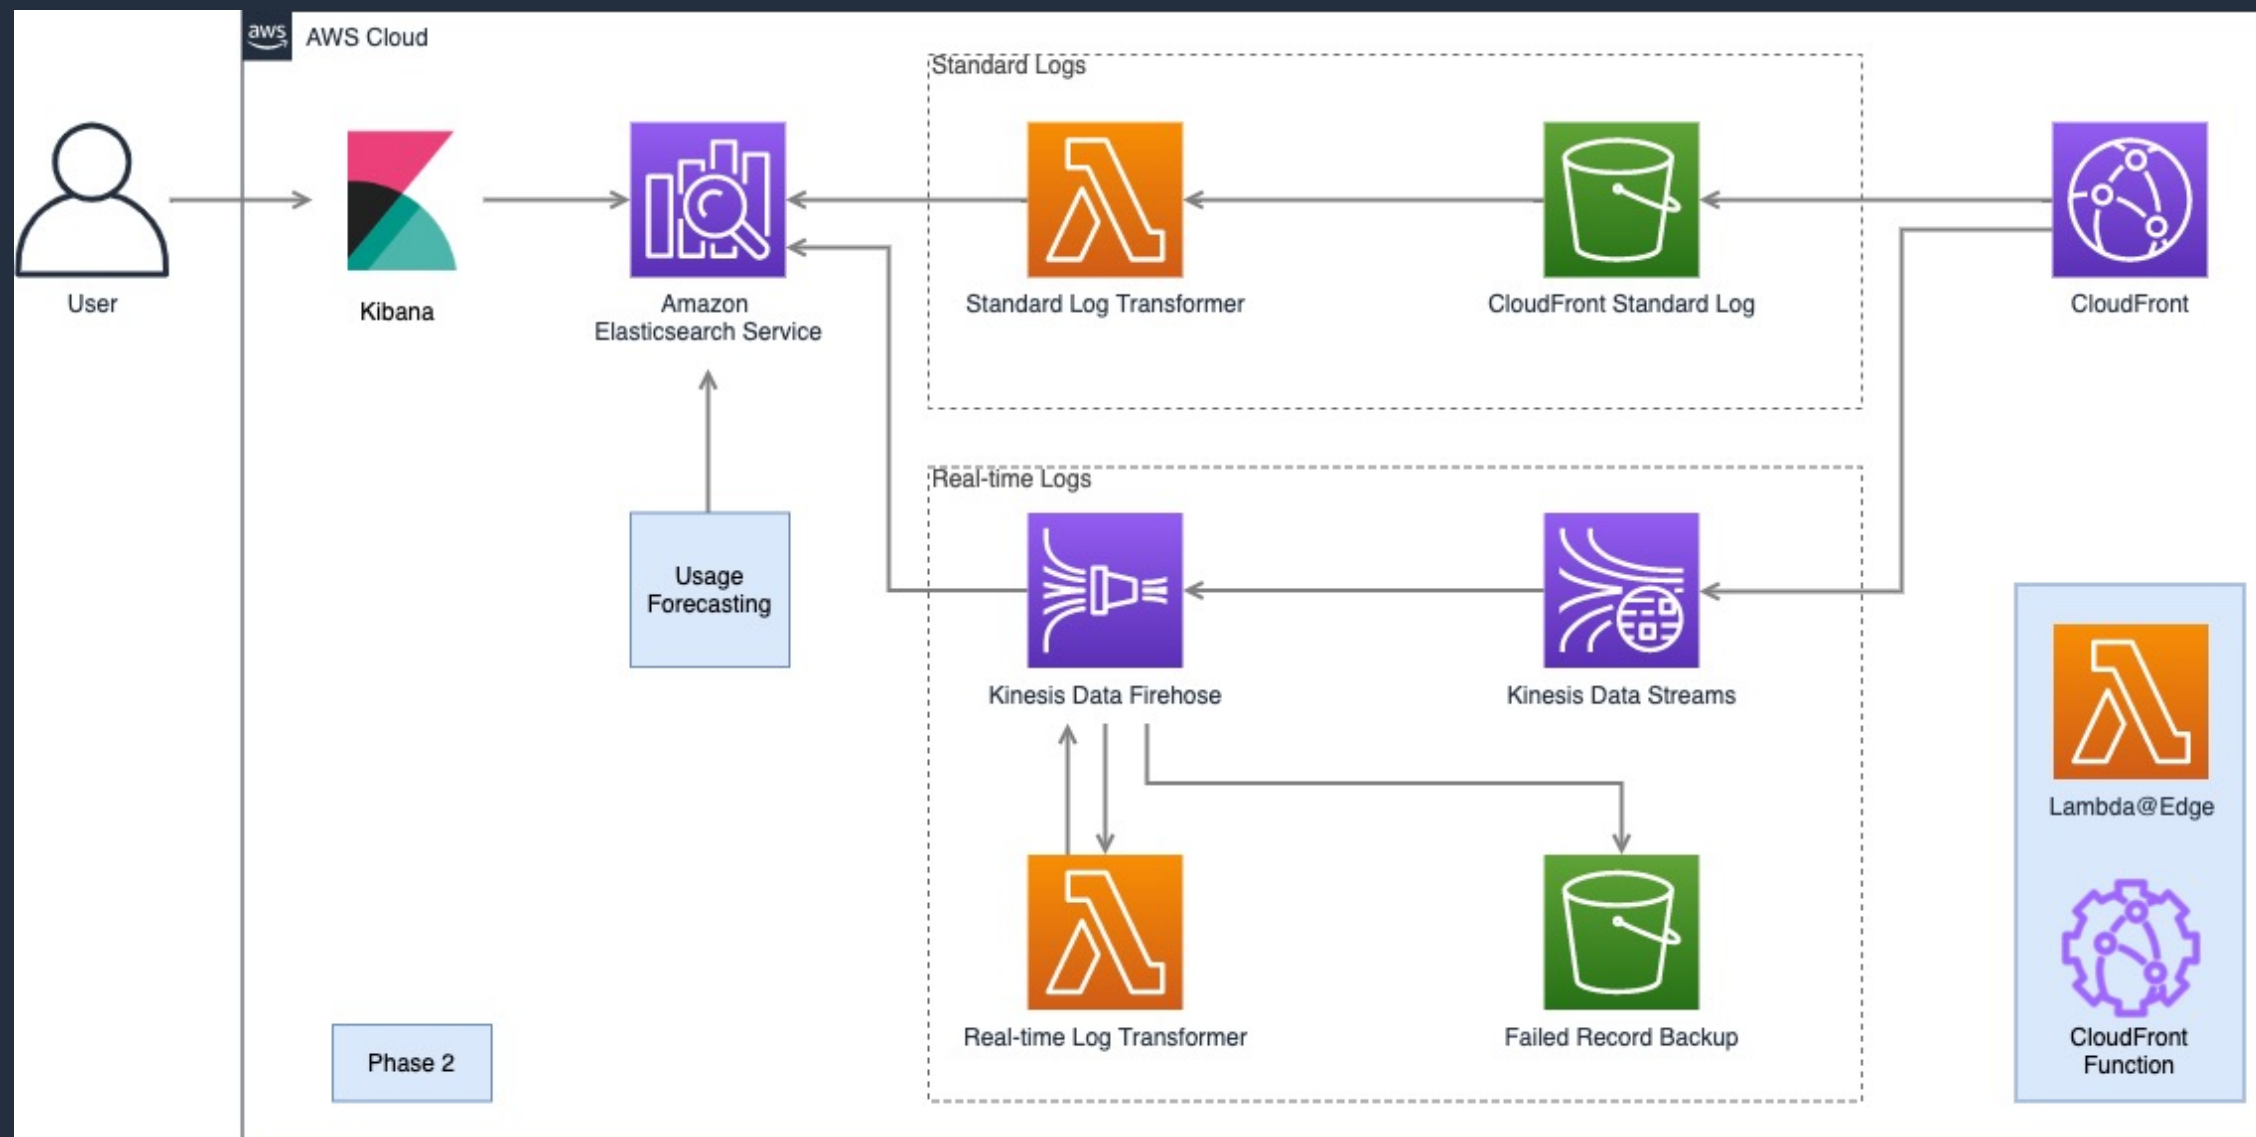 aws
AWS Cloud
Standard Logs
User
Kibana
Amazon
Elasticsearch Service
Standard Log Transformer
CloudFront Standard Log
CloudFront
Real-time Logs
Usage
Forecasting
Kinesis Data Firehose
Kinesis Data Streams
Lambda@Edge
Real-time Log Transformer
Failed Record Backup
CloudFront
Function
Phase 2